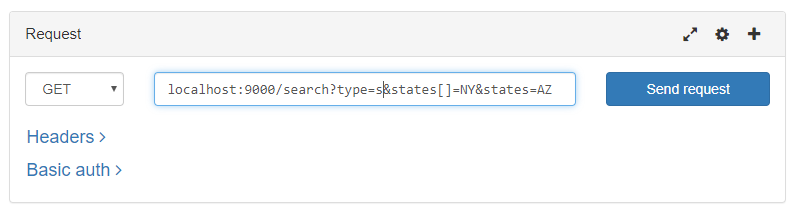 Request
GET localhost:9000/search?type=s&states[]=NY&states=AZ Send request
Headers
Basic auth